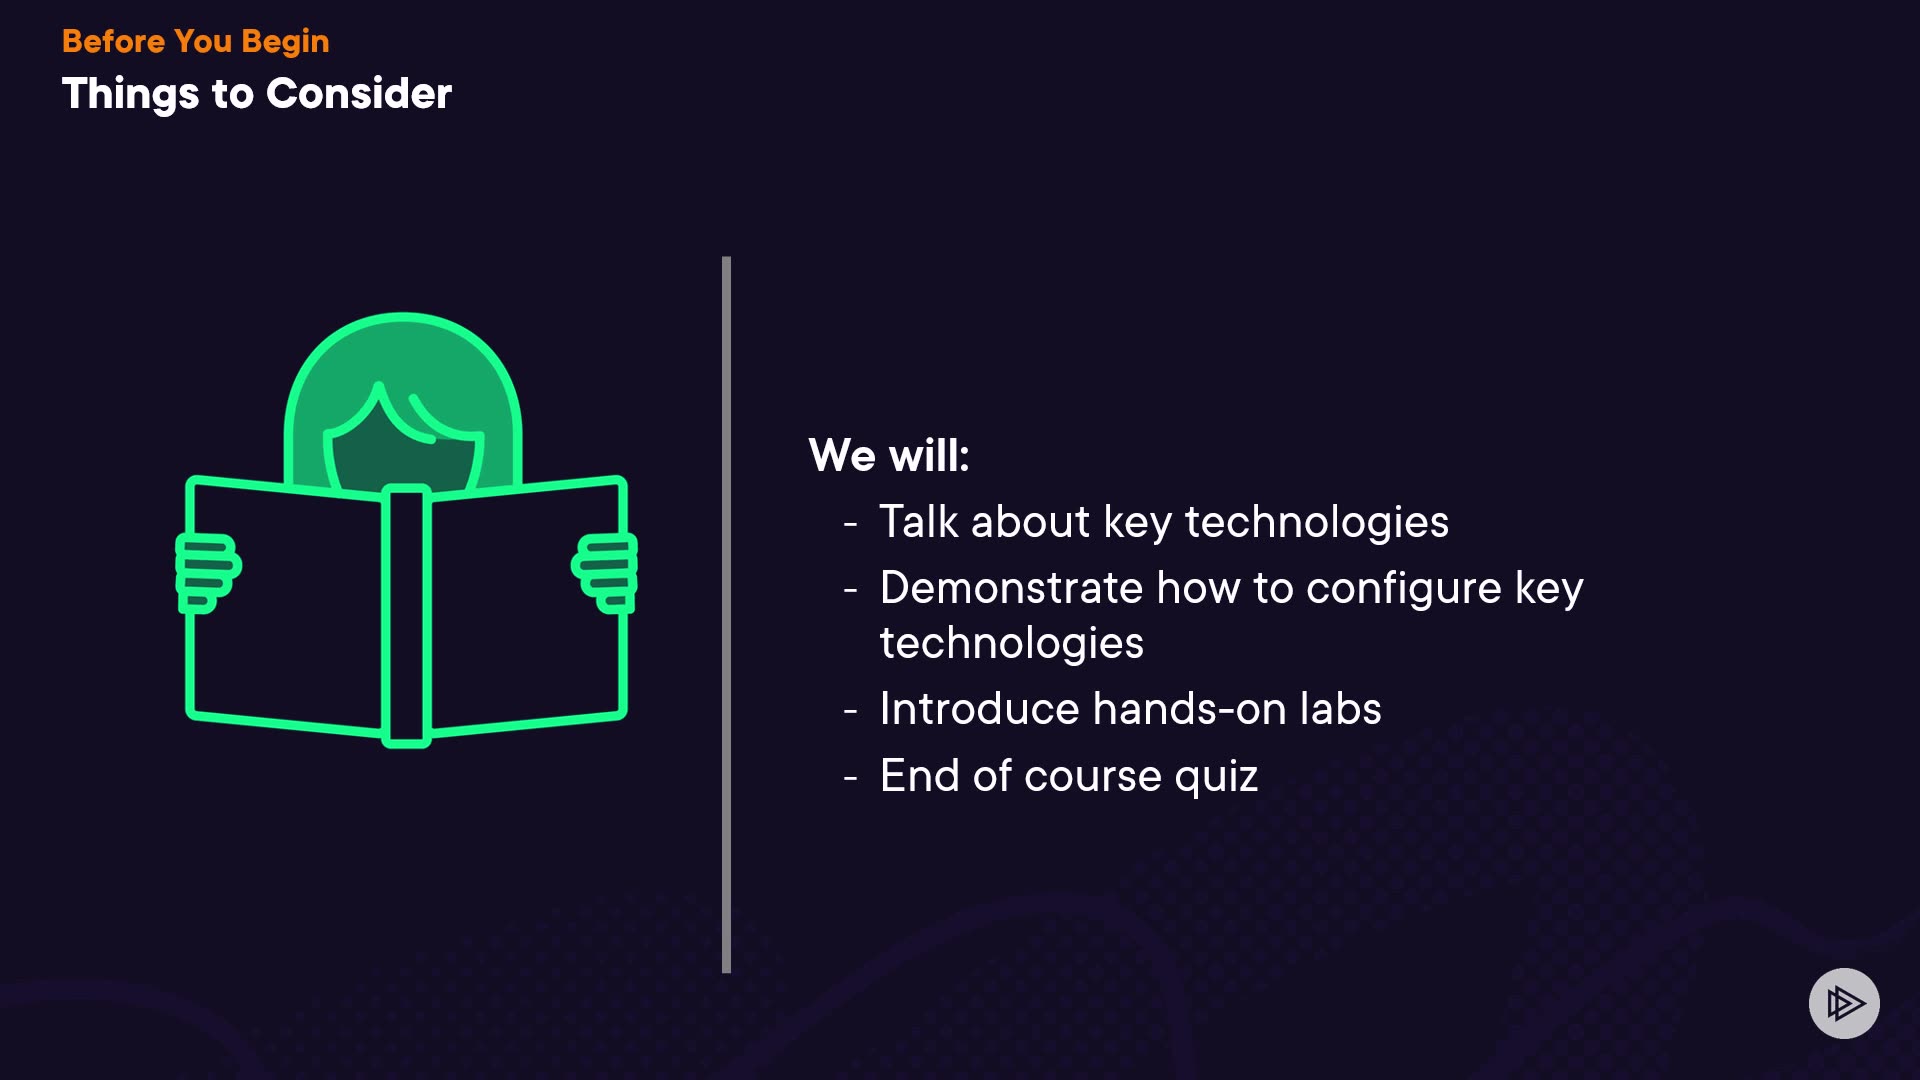 Before You Begin
Things to Consider
We will:
- Talk about key technologies
- Demonstrate how to configure key
technologies
- Introduce hands-on labs
- End of course quiz